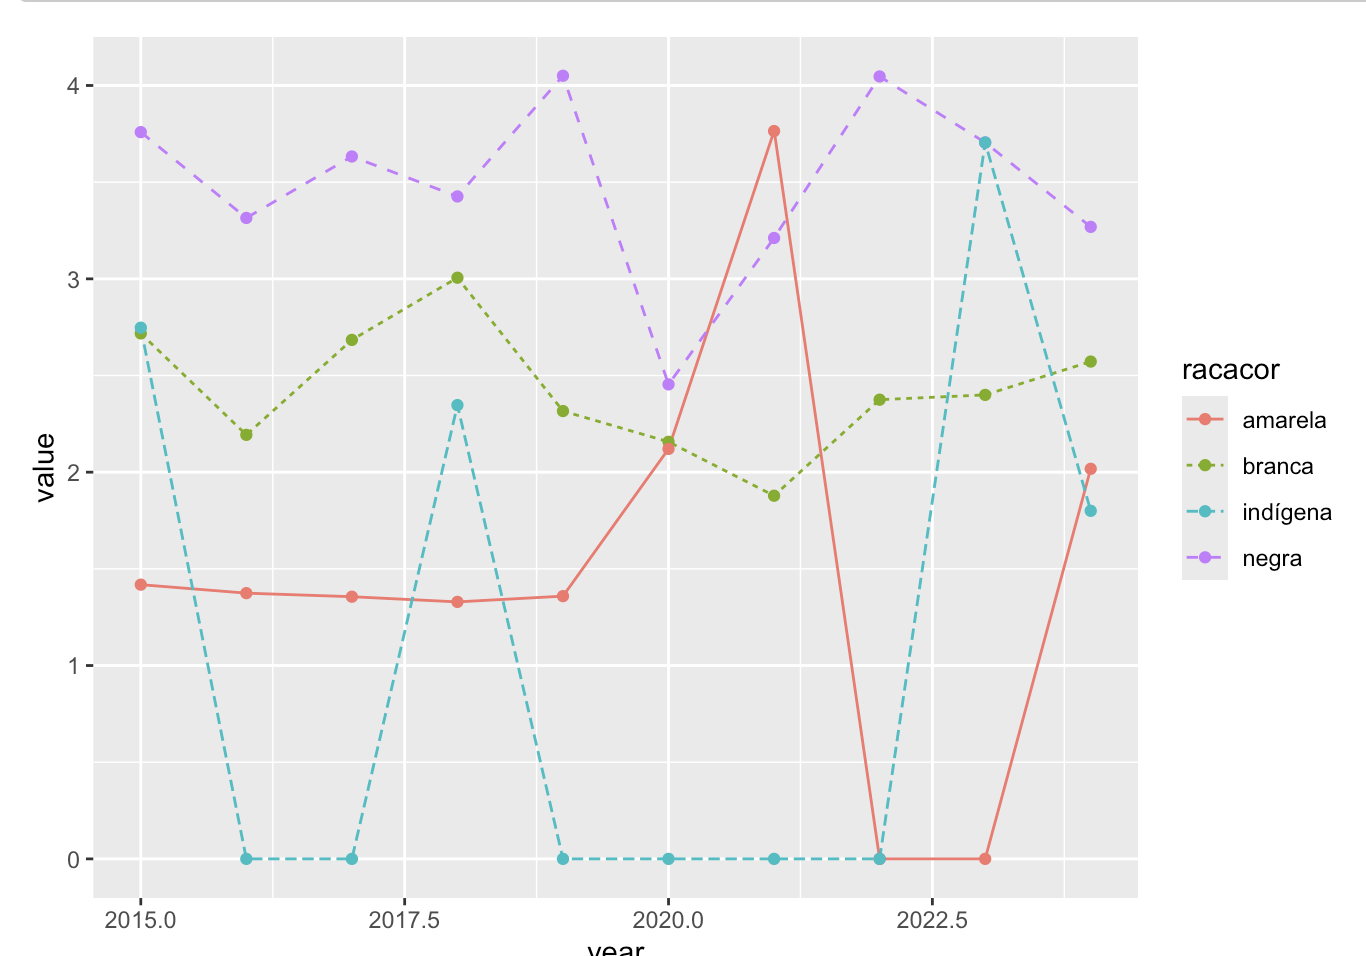 4
3
2
1
0
value
2015.0
2017.5
2020.0
2022.5
year
racacor
amarela
branca
indígena
negra